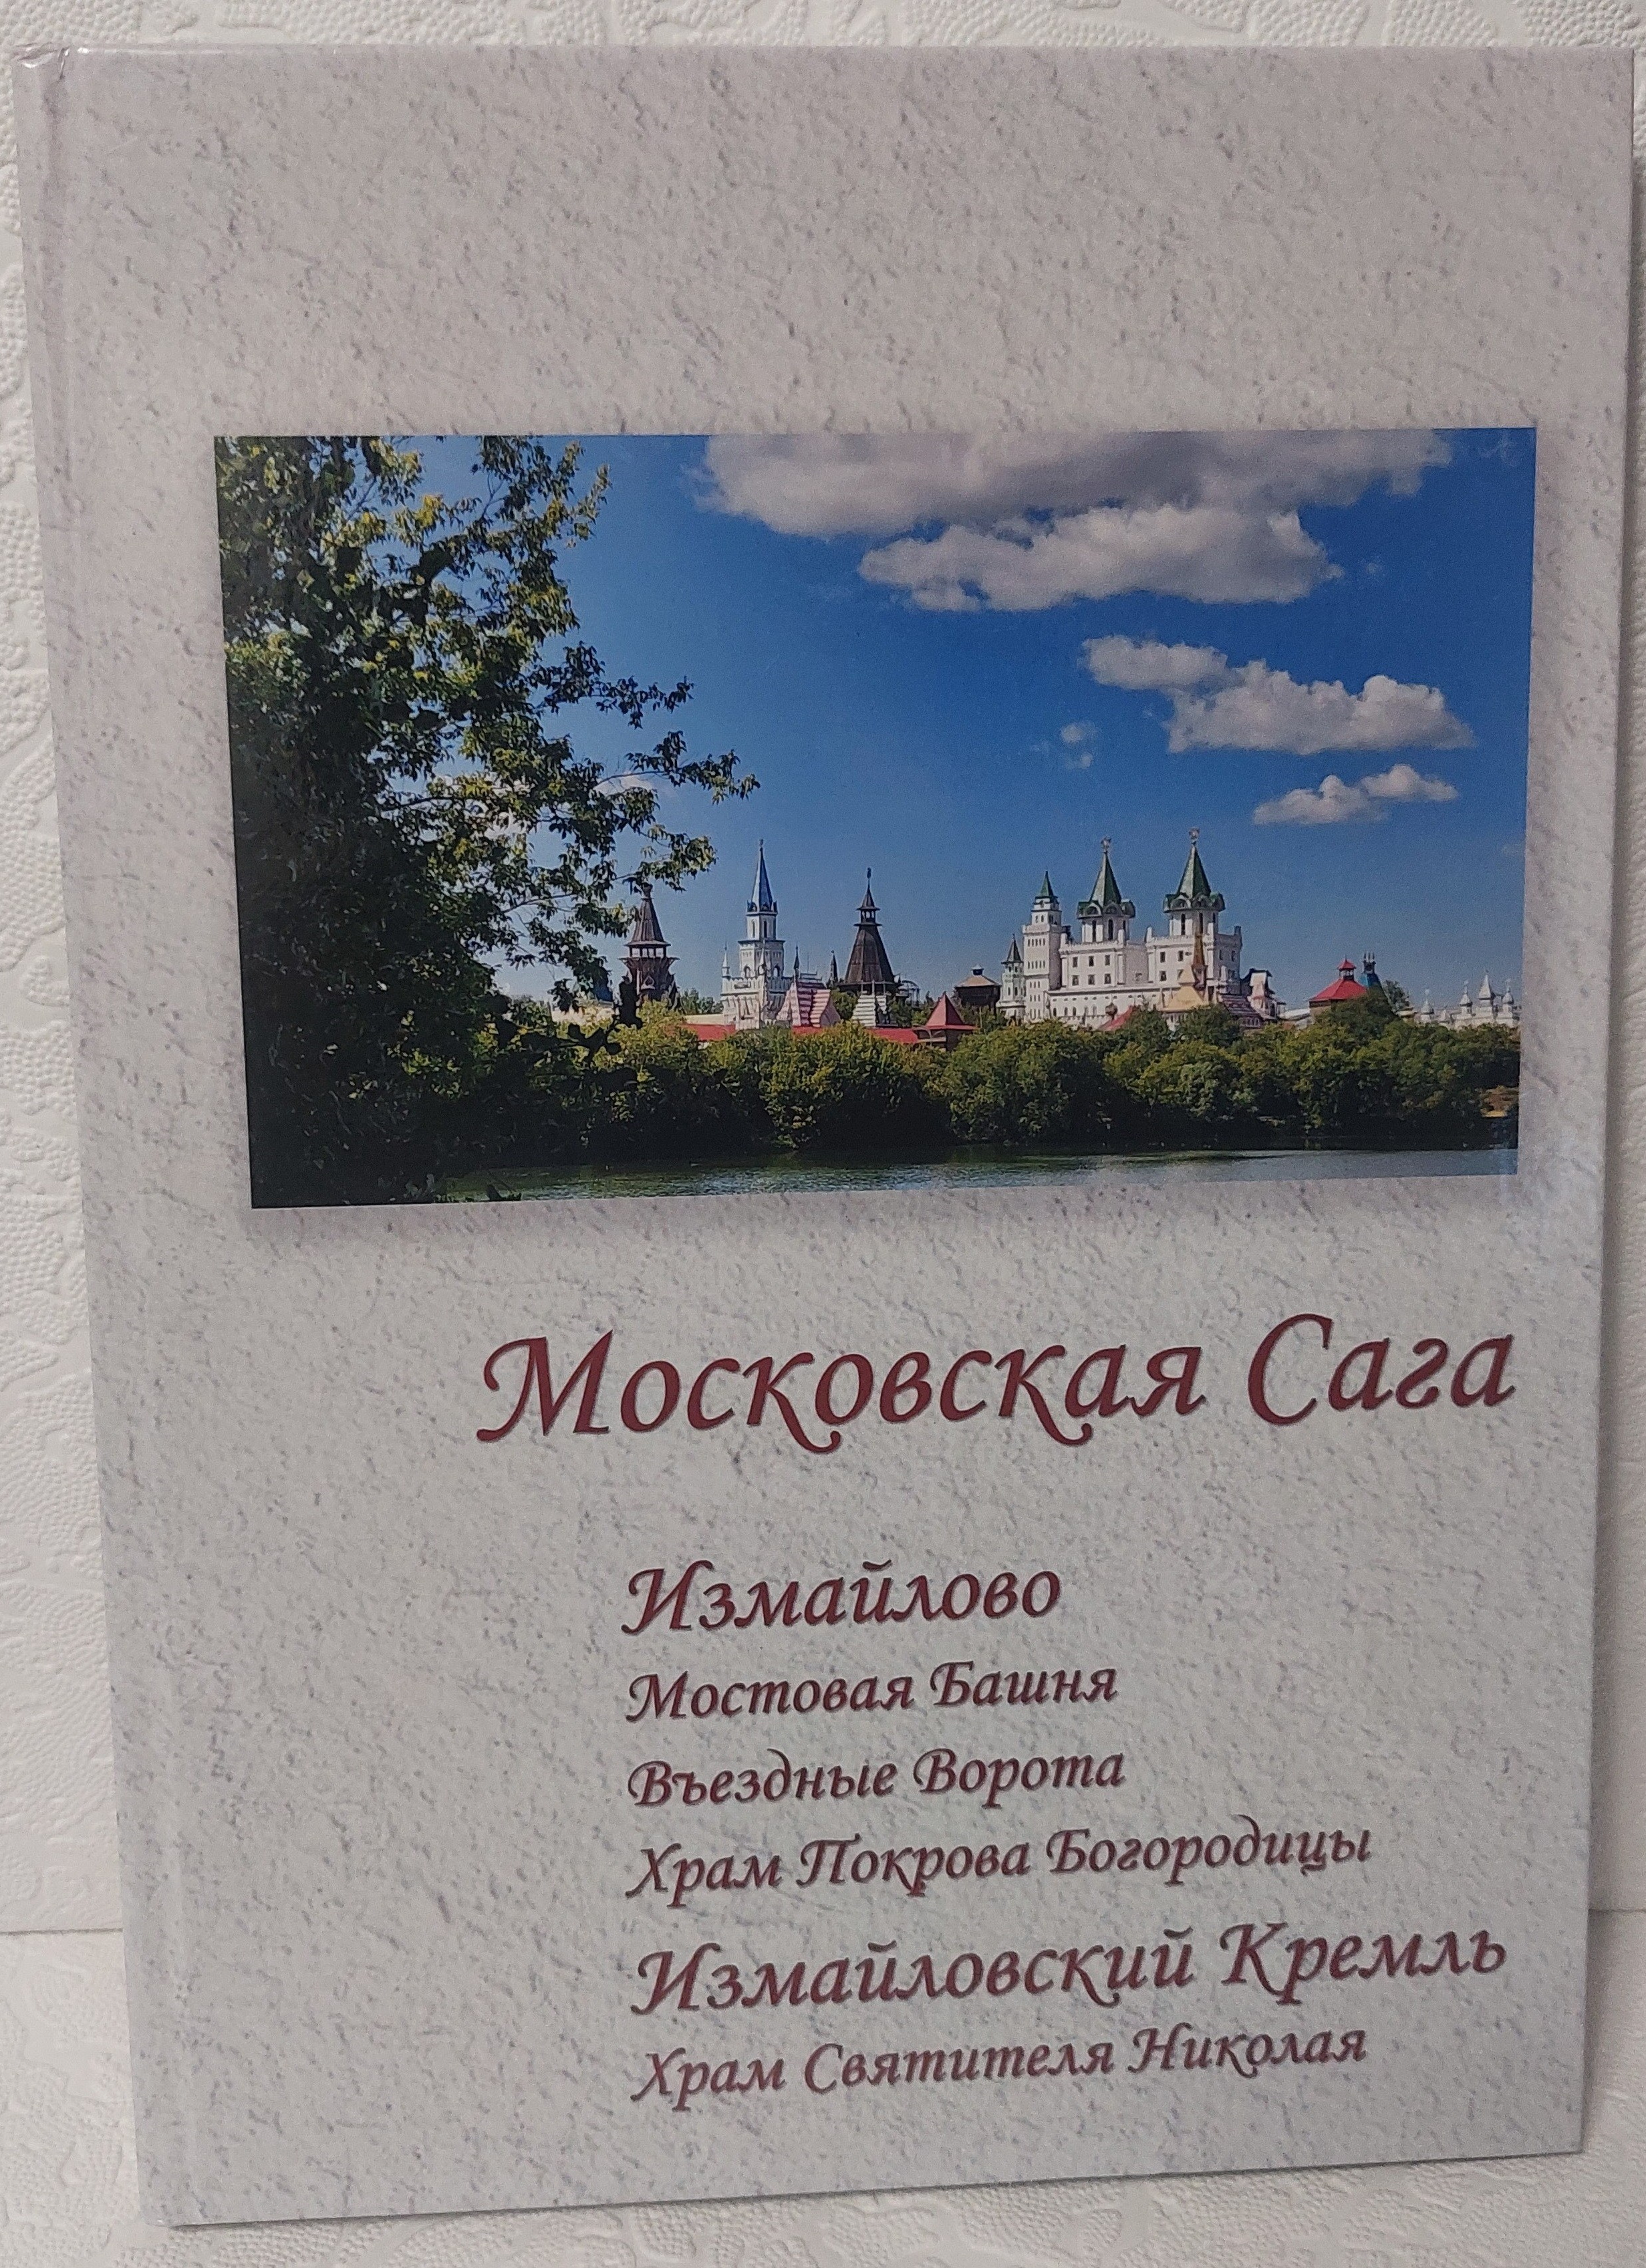 Московская Сага
Измайлово
Мостовая Башня
Въездные Ворота
Храм Покрова Богородицы
Измайловский Кремль
Храм Святителя Николая